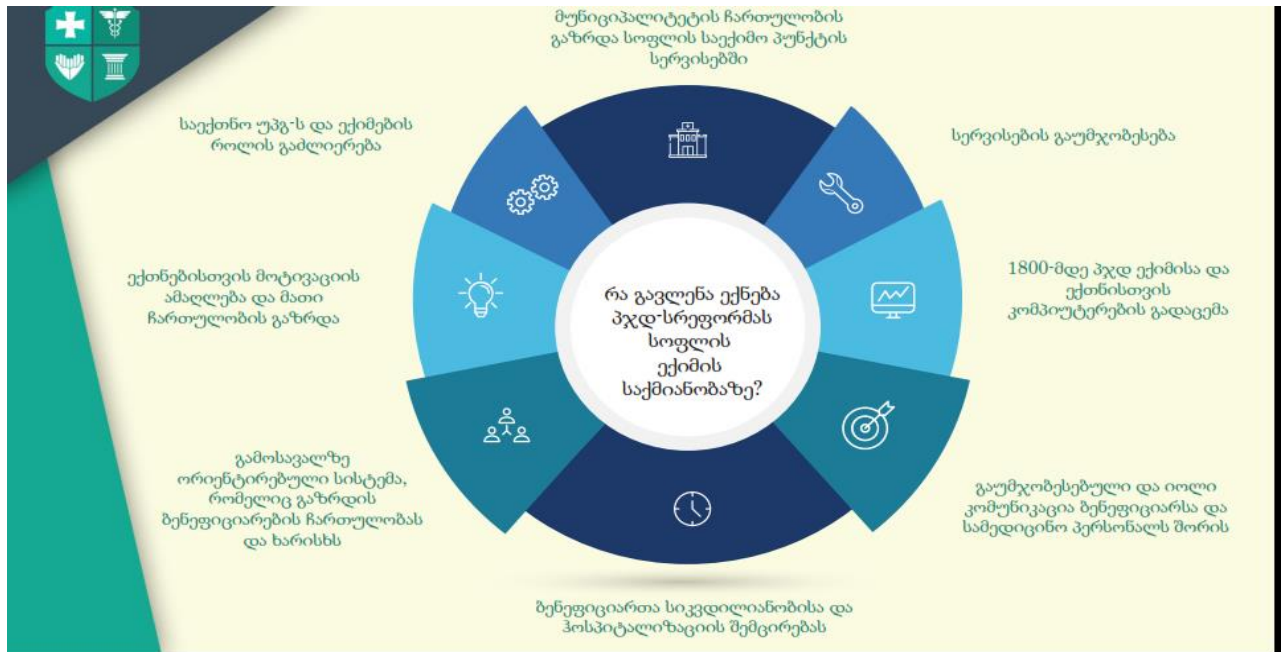 მუნიციპალიტეტის ჩართულობის
გაზრდა სოფლის საექიმო პუნქტის
სერვისებში
საექთნო უპგ-ს და ექიმების
როლის გაძლიერება
სერვისების გაუმჯობესება
ექთნებისთვის მოტივაციის
ამაღლება და მათი
ჩართულობის გაზრდა
1800-მდე პჯდ ექიმისა და
ექთნისთვის
კომპიუტერების გადაცემა
რა გავლენა ექნება
პჯდ-სრეფორმას
სოფლის
ექიმის
საქმიანობაზე?
გამოსავალზე
ორიენტირებული სისტემა,
რომელიც გაზრდის
ბენეფიციარების ჩართულობას
და ხარისხს
გაუმჯობესებული და იოლი
კომუნიკაცია ბენეფიციარსა და
სამედიცინო პერსონალს შორის
ბენეფიციართა სიკვდილიანობისა და
ჰოსპიტალიზაციის შემცირებას